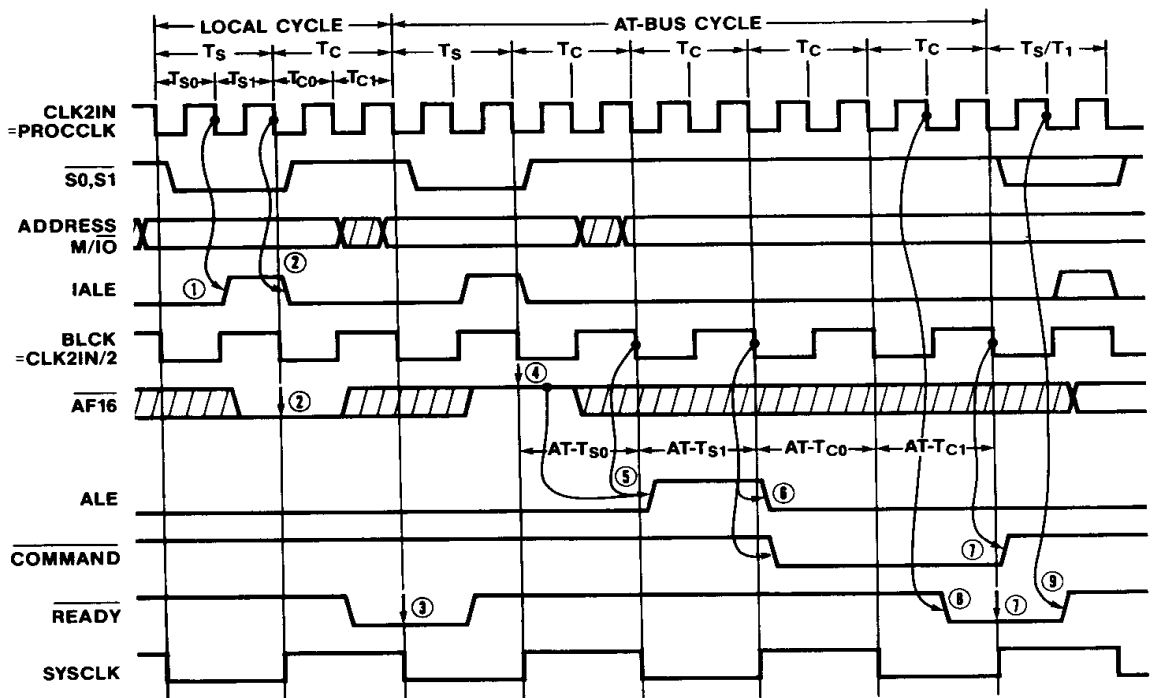 LOCAL CYCLE AT-BUS CYCLE
TS TC TS TC TC TC TC TS/T1
TS0 TS1 TC0 TC1
CLK2IN
=PROCCLK
S0,S1
ADDRESS
M/IO
②
① IALE
BLCK
=CLK2IN/2
④
AF16
②
AT-TS0 AT-TS1 AT-TC0 AT-TC1
⑤
ALE
⑥
COMMAND
⑦
⑨
READY
③ ⑧ ⑦
SYSCLK